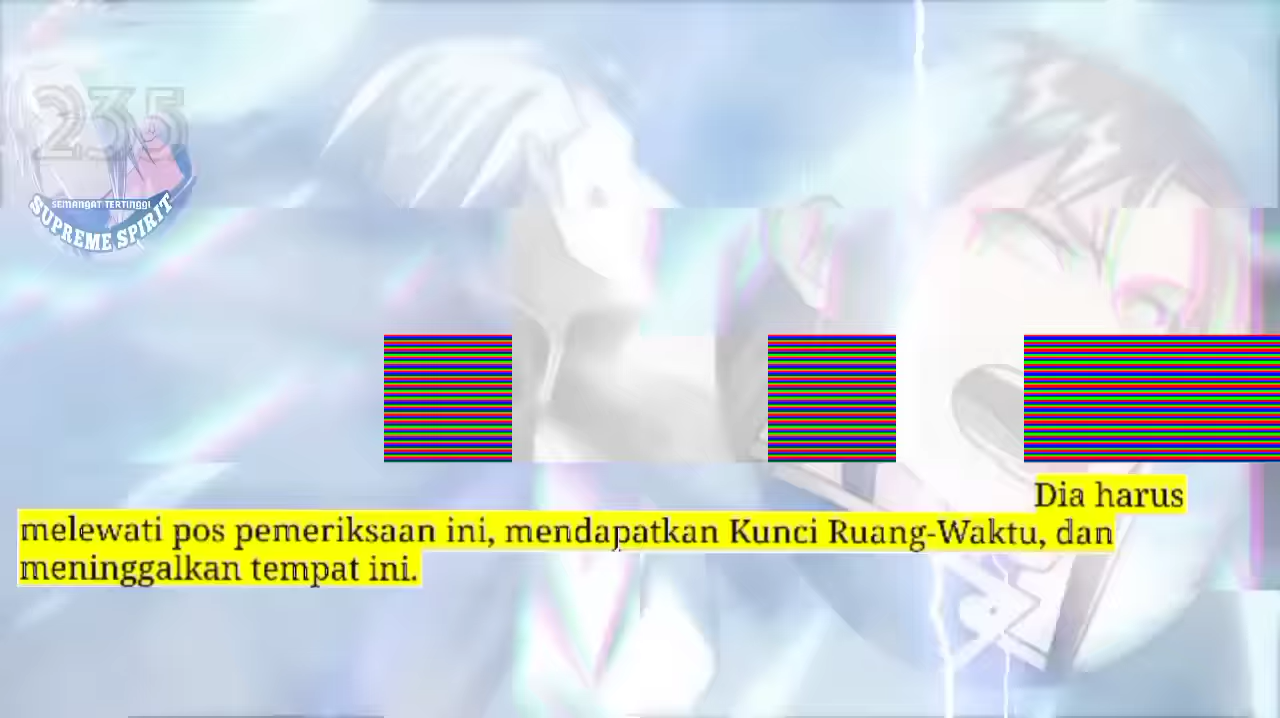 235
SEMANGAT TERTINGGI
SUPREME SPIRIT
Dia harus
melewati pos pemeriksaan ini, mendapatkan Kunci Ruang-Waktu, dan
meninggalkan tempat ini.